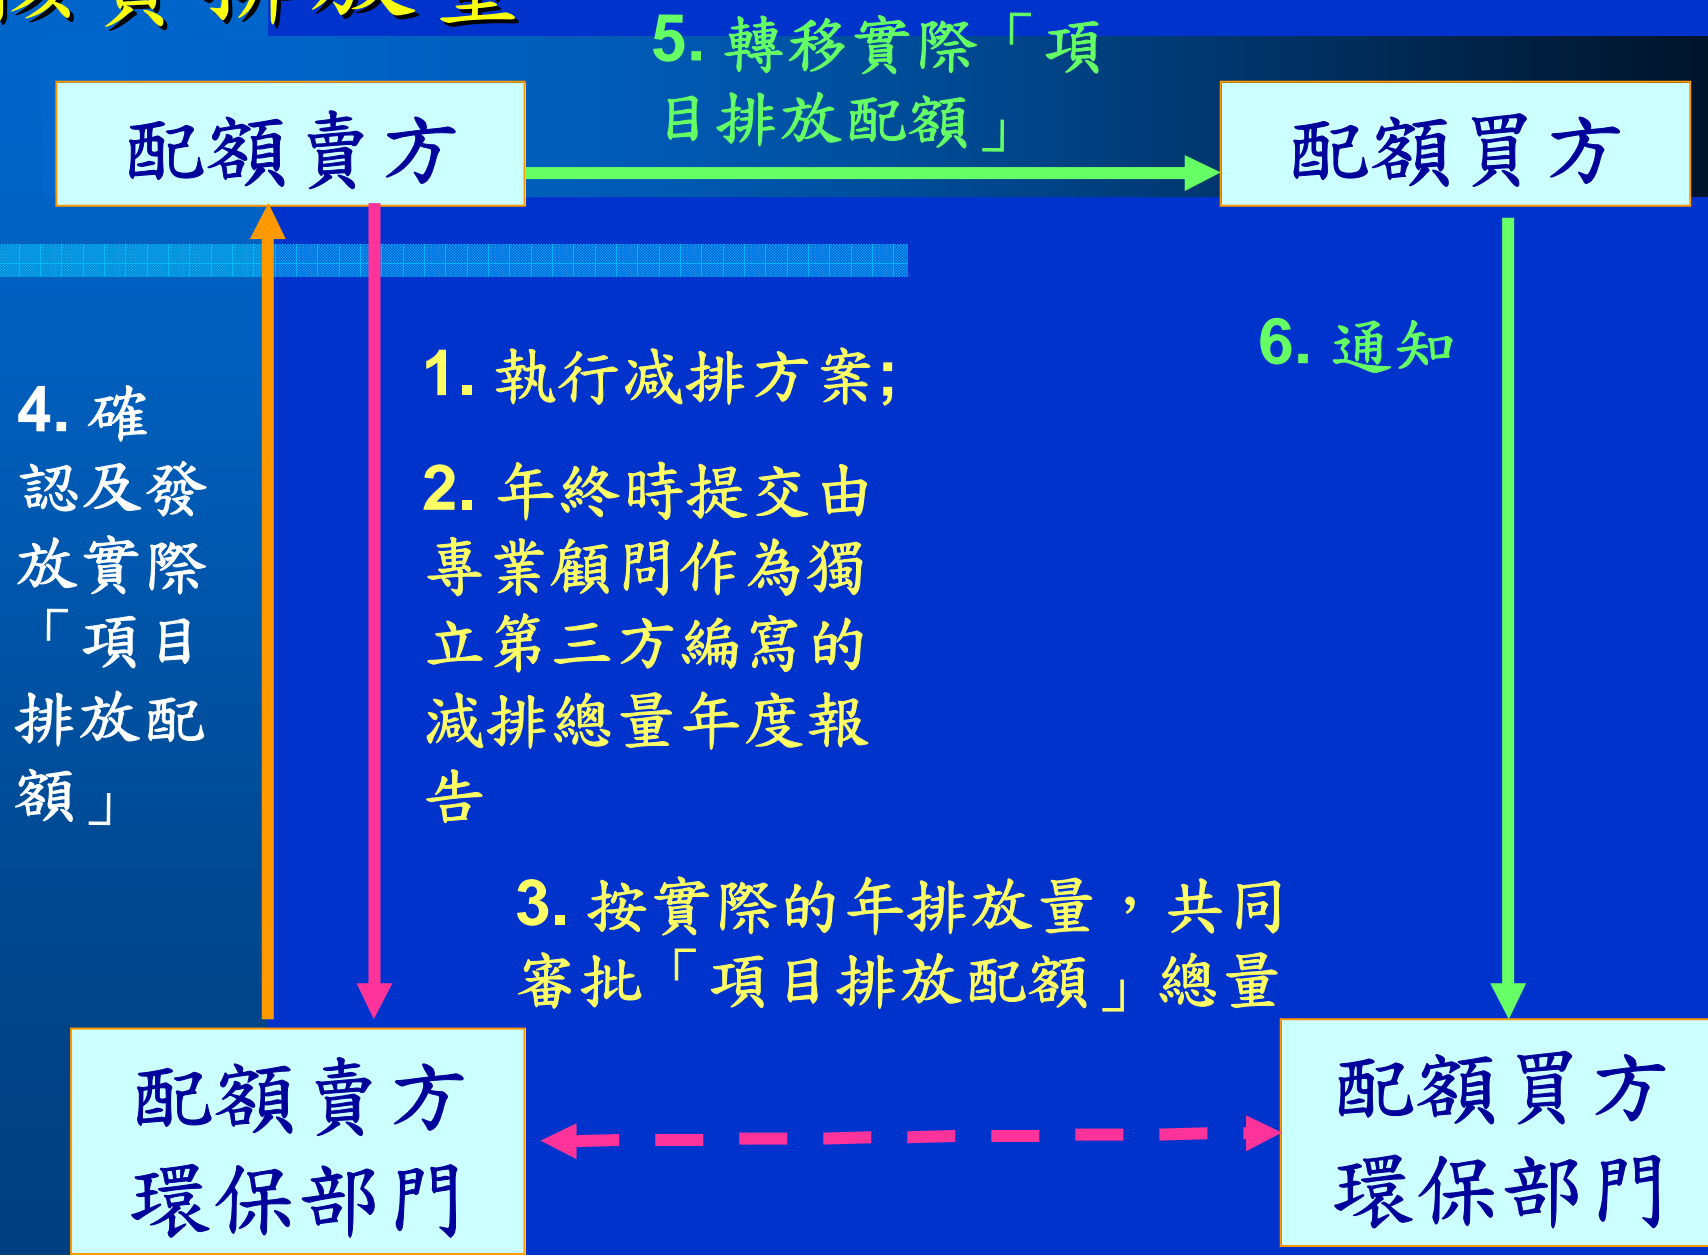 排放量
5. 轉移實際「項
目排放配額」
配額賣方
配額買方
6. 通知
1. 執行減排方案;
2. 年終時提交由
專業顧問作為獨
立第三方編寫的
減排總量年度報
告
4. 確
認及發
放實際
「項目
排放配
額」
3. 按實際的年排放量，共同
審批「項目排放配額」總量
配額賣方
環保部門
配額買方
環保部門